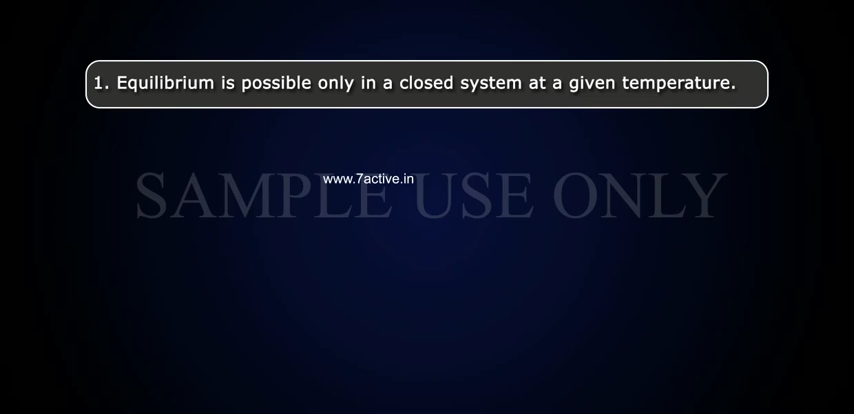 1. Equilibrium is possible only in a closed system at a given temperature.
www.7active.in
SAMPLE USE ONLY